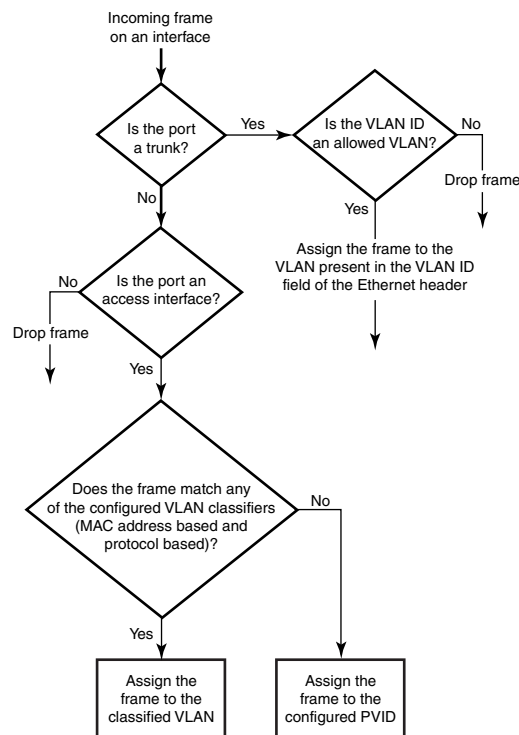 Incoming frame
on an interface
Is the port
a trunk?
Yes
Is the VLAN ID
an allowed VLAN?
No
Drop frame
Yes
Assign the frame to the
VLAN present in the VLAN ID
field of the Ethernet header
No
Is the port an
access interface?
No
Drop frame
Yes
Does the frame match any
of the configured VLAN classifiers
(MAC address based and
protocol based)?
No
Yes
Assign the
frame to the
classified VLAN
Assign the
frame to the
configured PVID